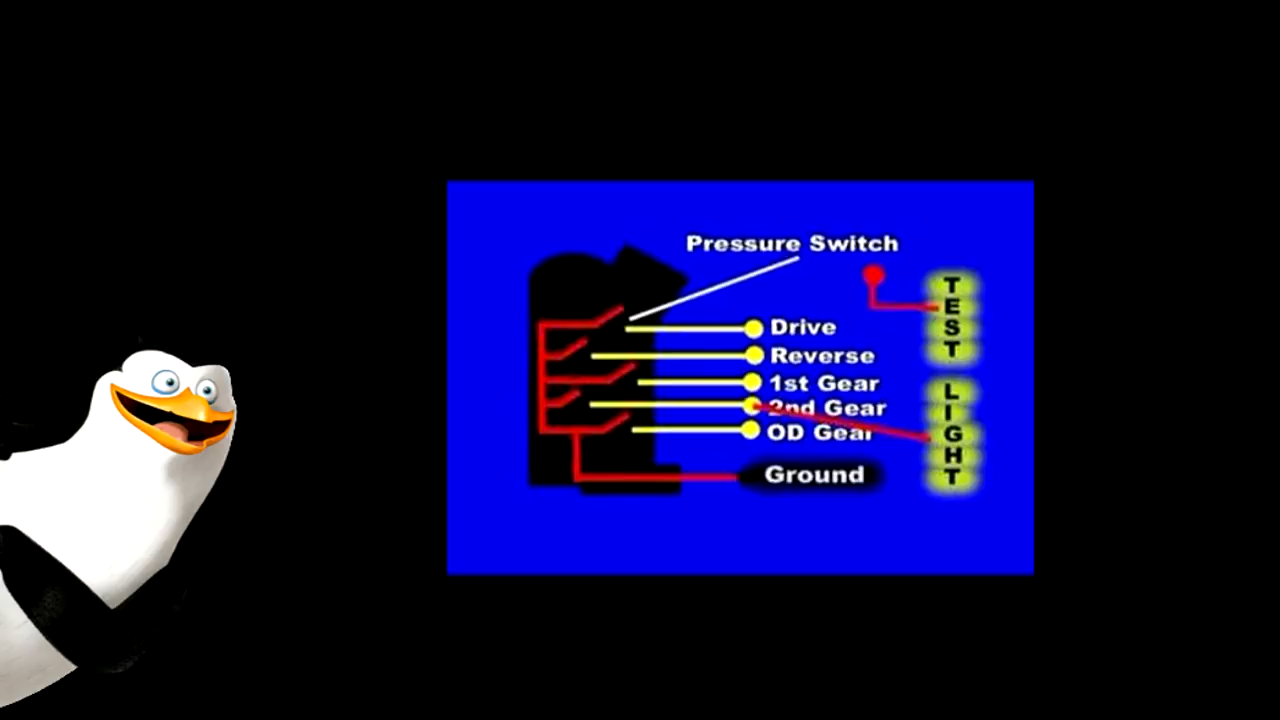 Pressure Switch
Drive
Reverse
1st Gear
2nd Gear
OD Gear
Ground
TEST
LIGHT